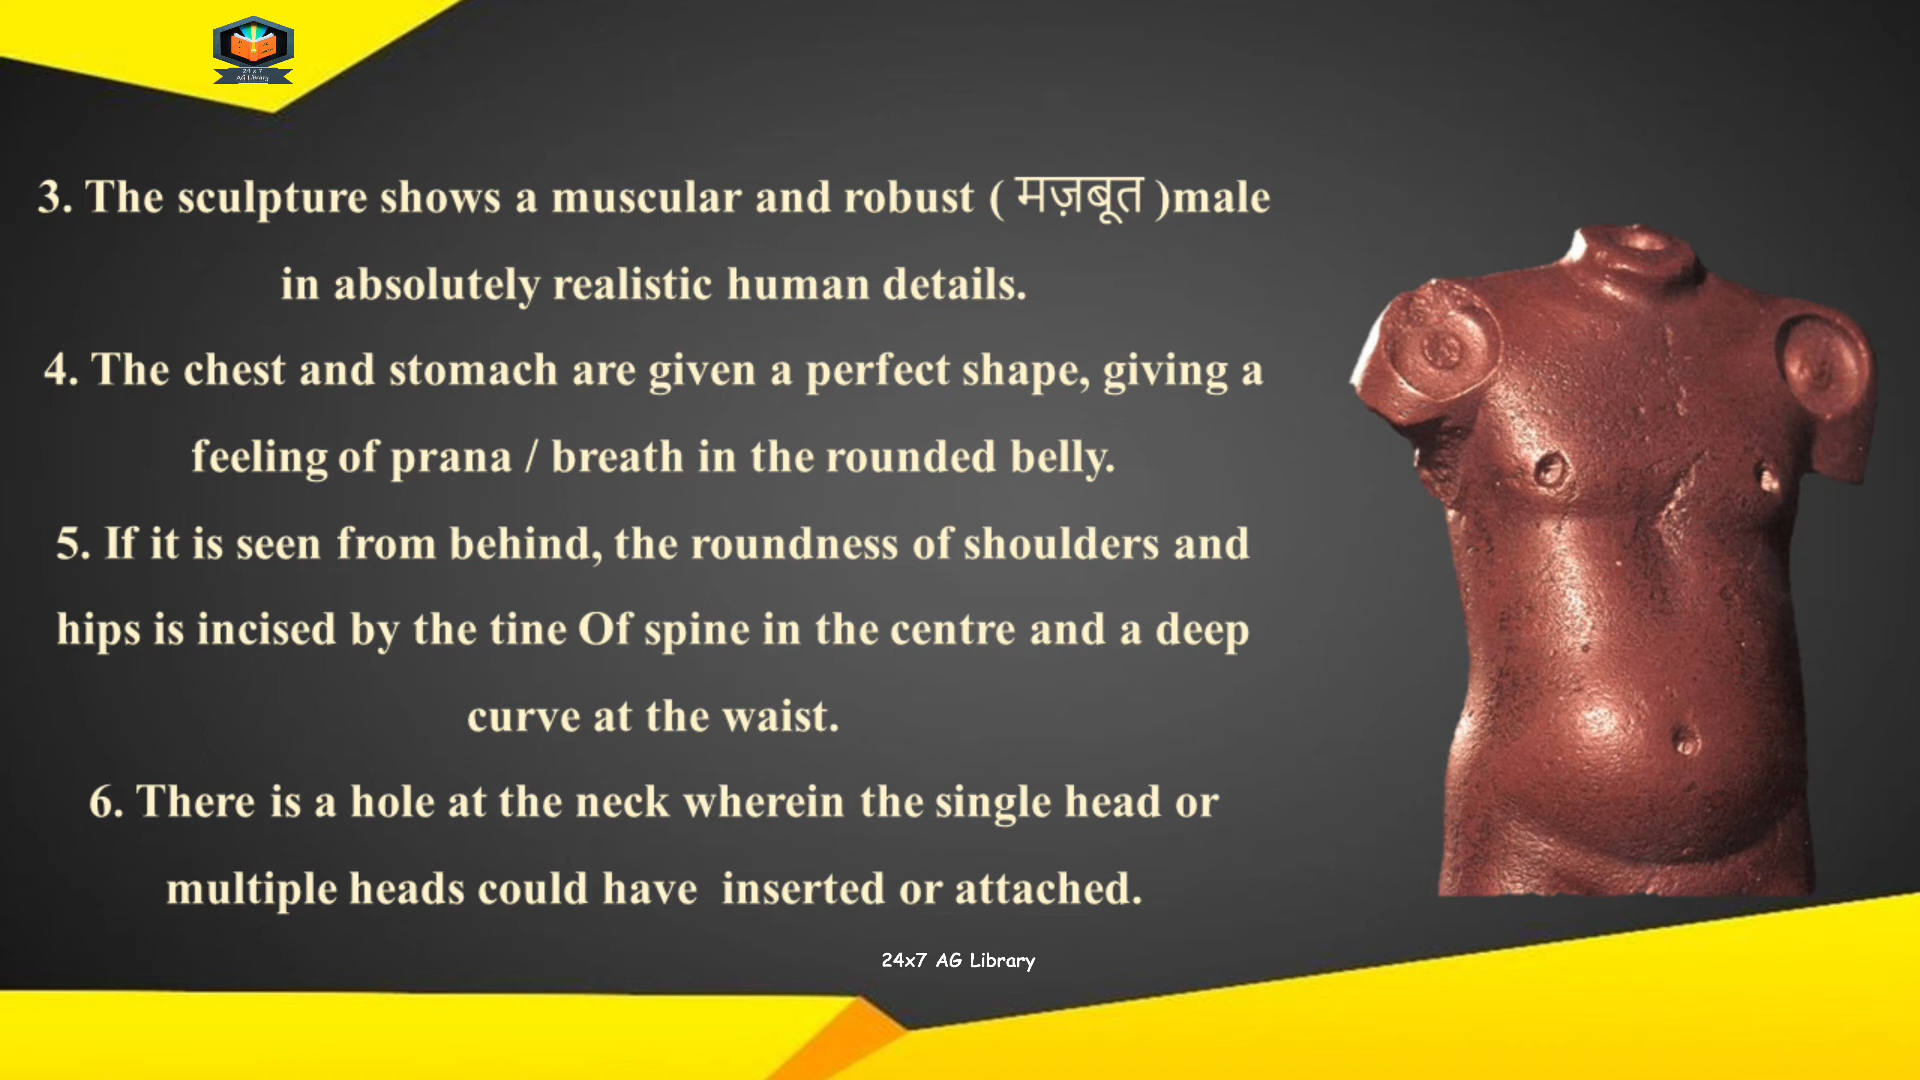 24 x 7
AG Library
3. The sculpture shows a muscular and robust ( मज़बूत )male
in absolutely realistic human details.
4. The chest and stomach are given a perfect shape, giving a
feeling of prana / breath in the rounded belly.
5. If it is seen from behind, the roundness of shoulders and
hips is incised by the tine Of spine in the centre and a deep
curve at the waist.
6. There is a hole at the neck wherein the single head or
multiple heads could have  inserted or attached.
24x7 AG Library